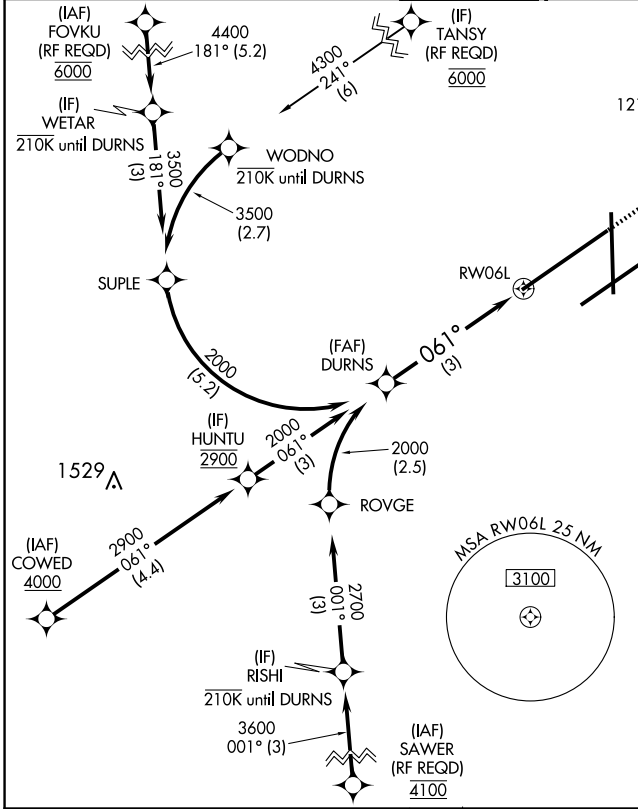 (IAF)
FOVKU
(RF REQD)
6000
4400
181° (5.2)
(IF)
TANSY
(RF REQD)
6000
4300
241°
(6)
121
(IF)
WETAR
210K until DURNS
3500
181°
(3)
WODNO
210K until DURNS
3500
(2.7)
SUPLE
RW06L
2000
(5.2)
(FAF)
DURNS
061°
(3)
(IF)
HUNTU
2900
2000
061°
(3)
2000
(2.5)
1529
ROVGE
(IAF)
COWED
4000
2900
061°
(4.4)
MSA RW06L 25 NM
3100
2700
001°
(3)
(IF)
RISHI
210K until DURNS
3600
001° (3)
(IAF)
SAWER
(RF REQD)
4100